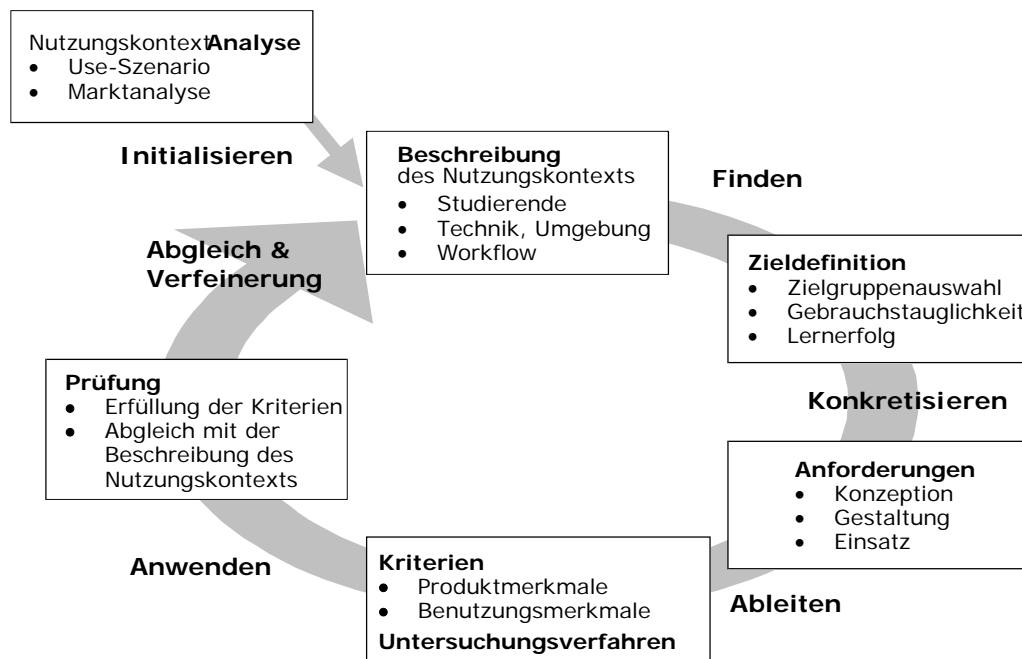 Nutzungskontext Analyse
• Use-Szenario
• Marktanalyse
Initialisieren
Beschreibung
des Nutzungskontexts
• Studierende
• Technik, Umgebung
• Workflow
Finden
Zieldefinition
• Zielgruppenauswahl
• Gebrauchstauglichkeit
• Lernerfolg
Konkretisieren
Anforderungen
• Konzeption
• Gestaltung
• Einsatz
Ableiten
Kriterien
• Produktmerkmale
• Benutzungsmerkmale
Untersuchungsverfahren
Anwenden
Prüfung
• Erfüllung der Kriterien
• Abgleich mit der
Beschreibung des
Nutzungskontexts
Abgleich &
Verfeinerung